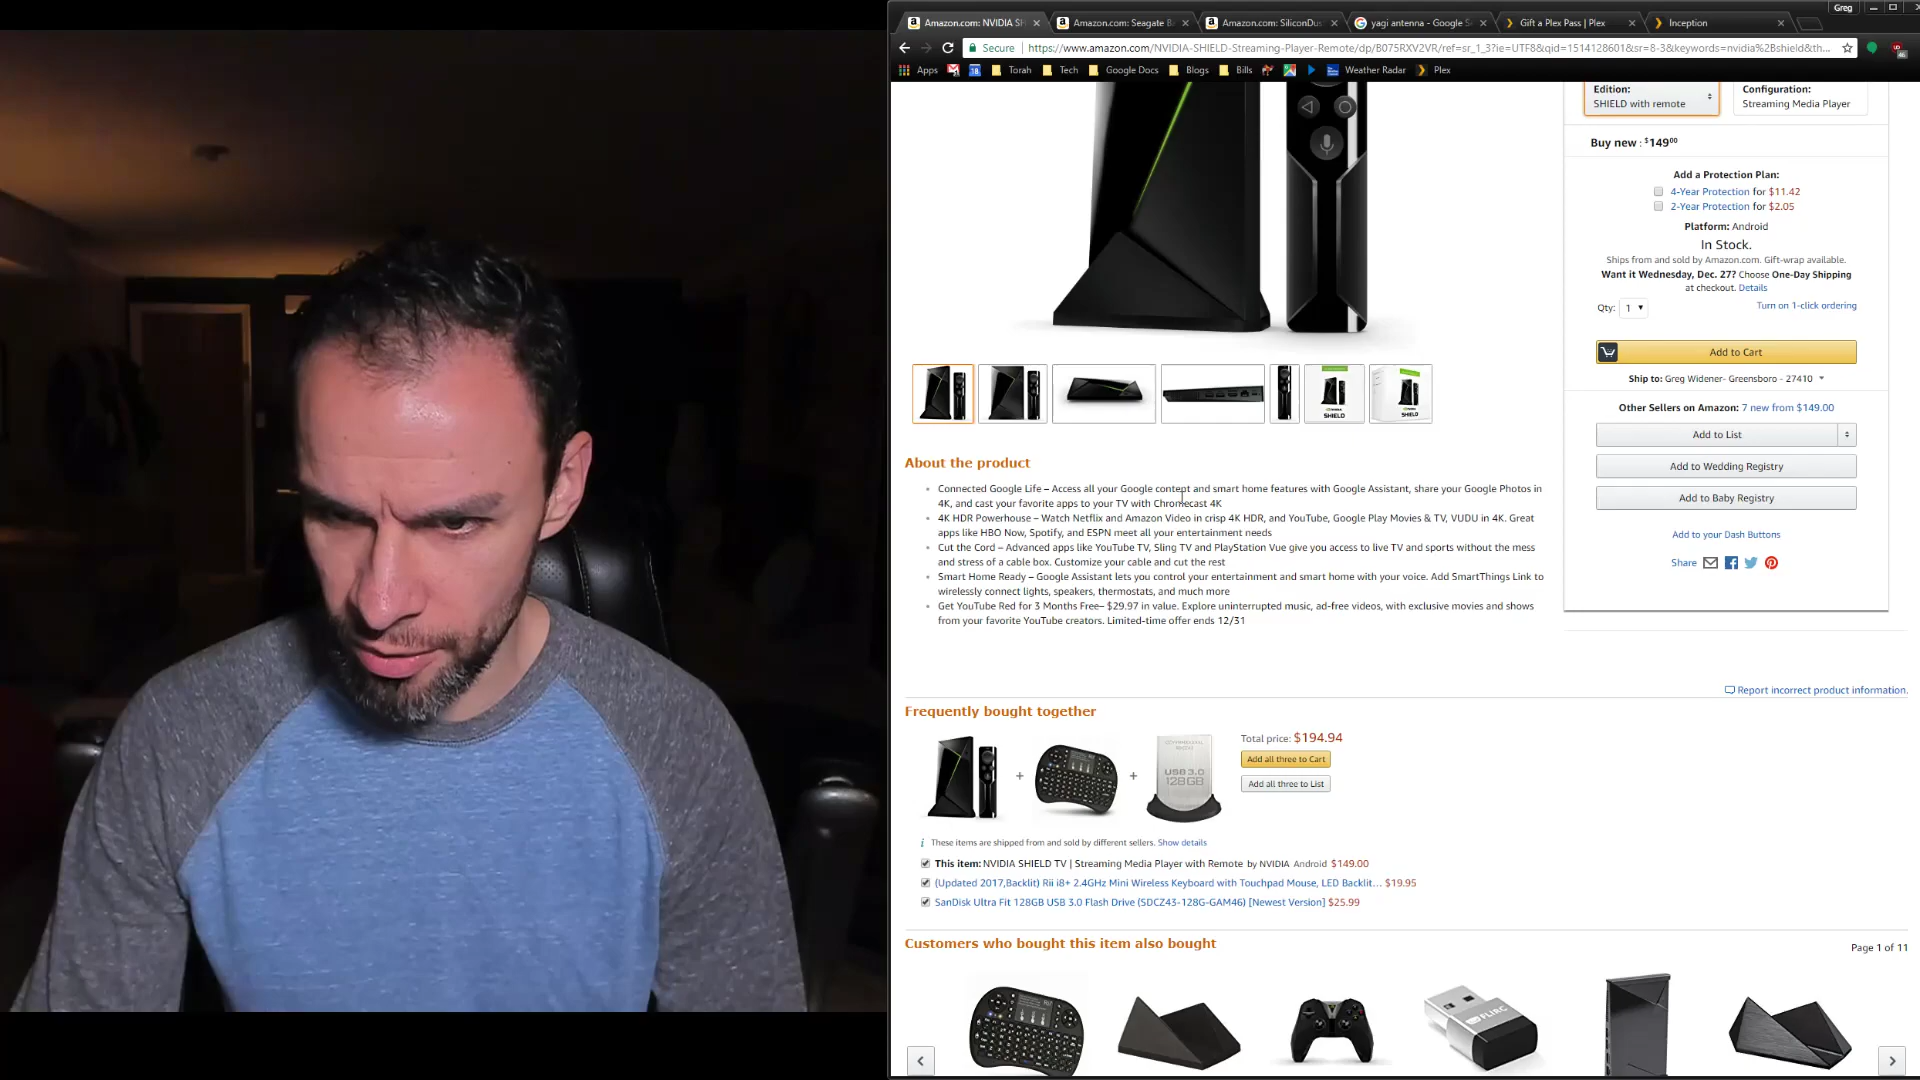 Greg
Amazon.com: NVIDIA SH
Amazon.com: Seagate B
Amazon.com: SiliconDus
yagi antenna - Google S
Gift a Plex Pass | Plex
Inception
Secure
https://www.amazon.com/NVIDIA-SHIELD-Streaming-Player-Remote/dp/B075RXV2VR/ref=sr_1_3?ie=UTF8&qid=1514128601&sr=8-3&keywords=nvidia%2Bshield&th...
Apps
18
Torah
Tech
Google Docs
Blogs
Bills
Weather Radar
Plex
Edition:
SHIELD with remote
Configuration:
Streaming Media Player
Buy new : $14900
Add a Protection Plan:
4-Year Protection for $11.42
2-Year Protection for $2.05
Platform: Android
In Stock.
Ships from and sold by Amazon.com. Gift-wrap available.
Want it Wednesday, Dec. 27? Choose One-Day Shipping
at checkout. Details
Qty: 1
Turn on 1-click ordering
Add to Cart
Ship to: Greg Widener- Greensboro - 27410
Other Sellers on Amazon: 7 new from $149.00
Add to List
Add to Wedding Registry
Add to Baby Registry
Add to your Dash Buttons
Share
SHIELD
SHIELD
About the product
Connected Google Life – Access all your Google content and smart home features with Google Assistant, share your Google Photos in
4K, and cast your favorite apps to your TV with Chromecast 4K
4K HDR Powerhouse – Watch Netflix and Amazon Video in crisp 4K HDR, and YouTube, Google Play Movies & TV, VUDU in 4K. Great
apps like HBO Now, Spotify, and ESPN meet all your entertainment needs
Cut the Cord – Advanced apps like YouTube TV, Sling TV and PlayStation Vue give you access to live TV and sports without the mess
and stress of a cable box. Customize your cable and cut the rest
Smart Home Ready – Google Assistant lets you control your entertainment and smart home with your voice. Add SmartThings Link to
wirelessly connect lights, speakers, thermostats, and much more
Get YouTube Red for 3 Months Free– $29.97 in value. Explore uninterrupted music, ad-free videos, with exclusive movies and shows
from your favorite YouTube creators. Limited-time offer ends 12/31
Report incorrect product information.
Frequently bought together
USB 3.0
128GB
Total price: $194.94
Add all three to Cart
Add all three to List
These items are shipped from and sold by different sellers. Show details
This item: NVIDIA SHIELD TV | Streaming Media Player with Remote by NVIDIA Android $149.00
(Updated 2017,Backlit) Rii i8+ 2.4GHz Mini Wireless Keyboard with Touchpad Mouse, LED Backlit... $19.95
SanDisk Ultra Fit 128GB USB 3.0 Flash Drive (SDCZ43-128G-GAM46) [Newest Version] $25.99
Customers who bought this item also bought
Page 1 of 11
FLIRC